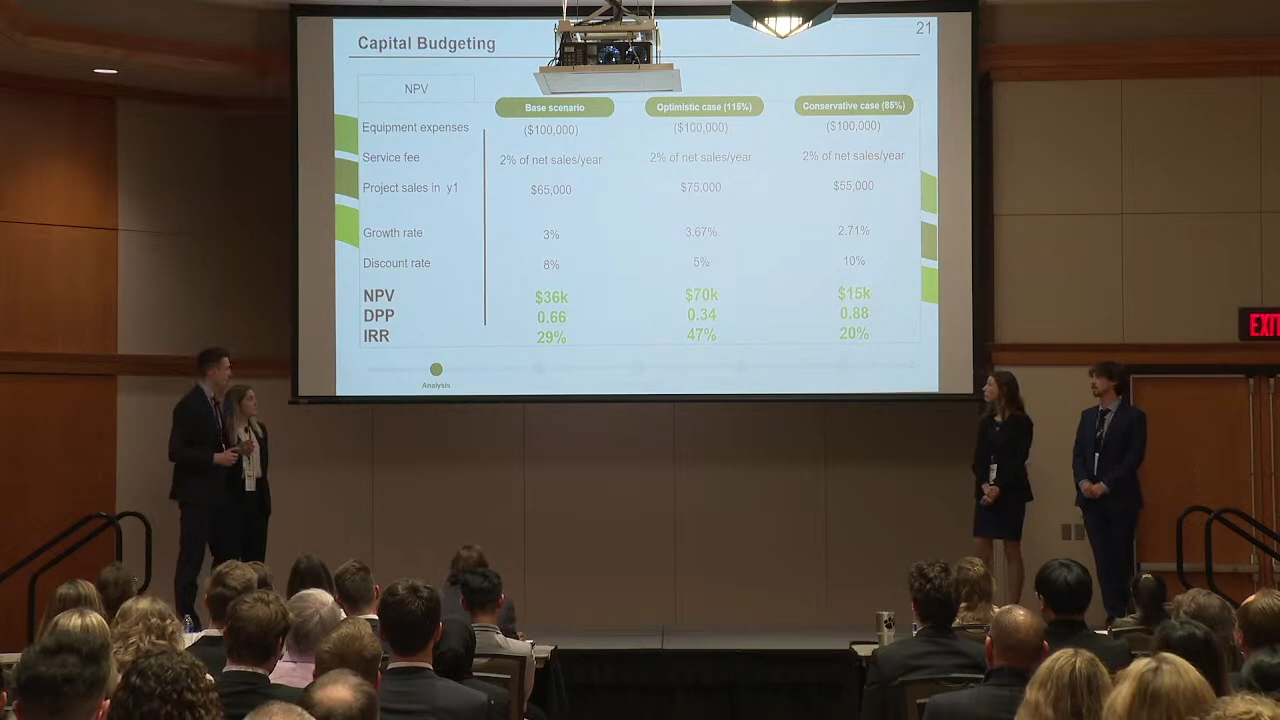 21
Capital Budgeting
NPV
Base scenario Optimistic case (115%) Conservative case (85%)
Equipment expenses ($100,000) ($100,000) ($100,000)
Service fee 2% of net sales/year 2% of net sales/year 2% of net sales/year
Project sales in y1 $65,000 $75,000 $55,000
Growth rate 3% 3.67% 2.71%
Discount rate 8% 5% 10%
NPV $36k $70k $15k
DPP 0.66 0.34 0.88
IRR 29% 47% 20%
Analysis
EXIT